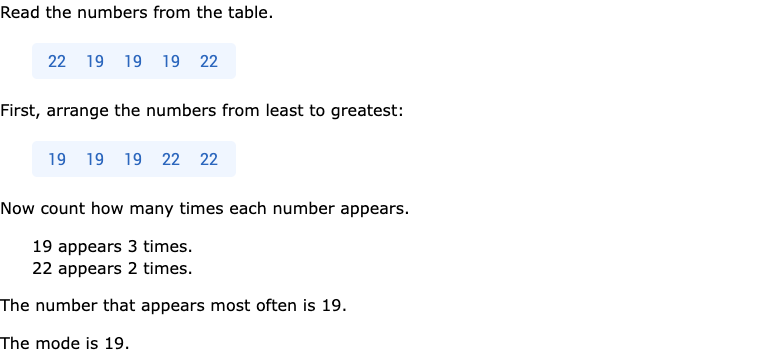 Read the numbers from the table.
22 19 19 19 22
First, arrange the numbers from least to greatest:
19 19 19 22 22
Now count how many times each number appears.
19 appears 3 times.
22 appears 2 times.
The number that appears most often is 19.
The mode is 19.